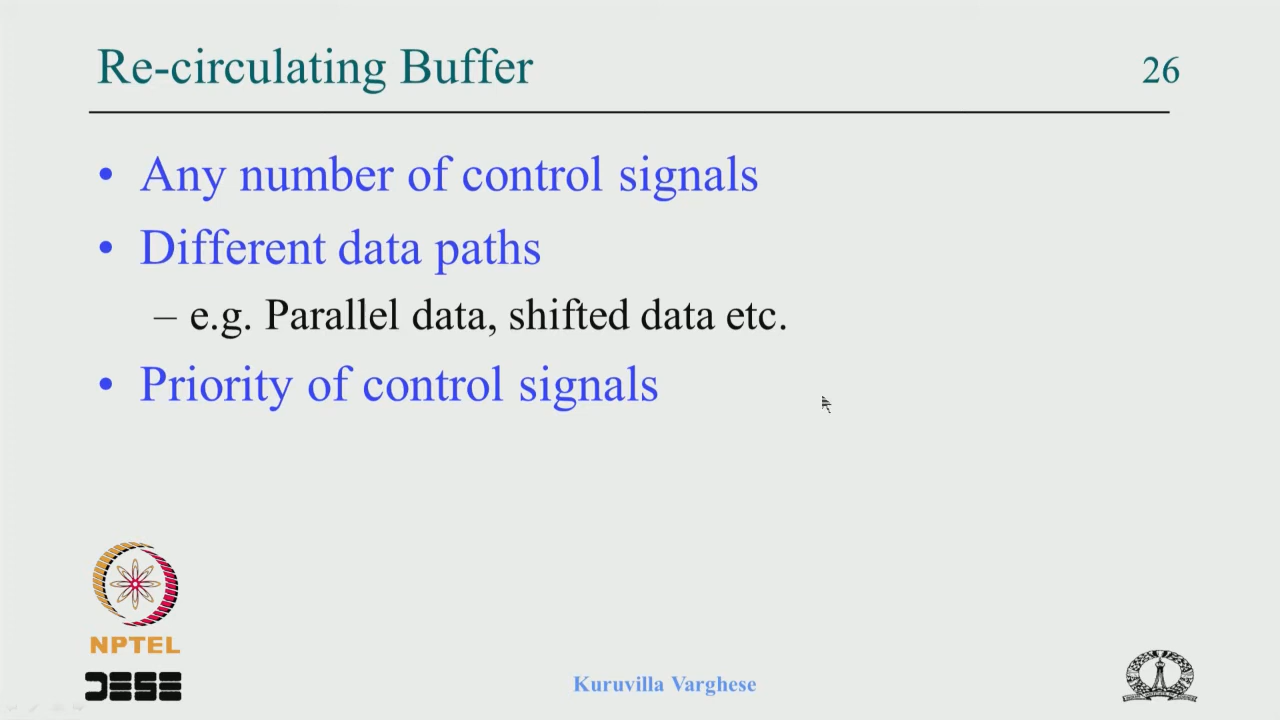 Re-circulating Buffer
26
• Any number of control signals
• Different data paths
– e.g. Parallel data, shifted data etc.
• Priority of control signals
NPTEL
DESE
Kuruvilla Varghese